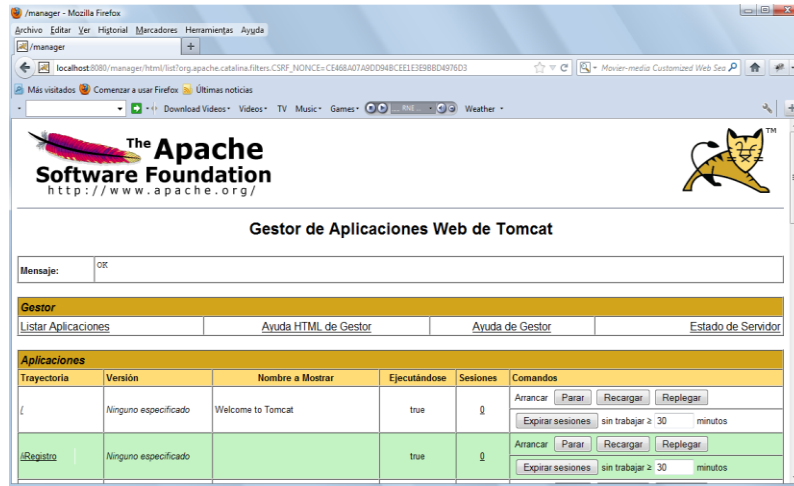 /manager - Mozilla Firefox
Archivo Editar Ver Historial Marcadores Herramientas Ayuda
/manager
localhost:8080/manager/html/list?org.apache.catalina.filters.CSRF_NONCE=CE468A07A9DD94BCEE1E3E9BBD4976D3
Movier-media Customized Web Sea
Más visitados Comenzar a usar Firefox Últimas noticias
Download Videos Videos TV Music Games Weather
The Apache
Software Foundation
http://www.apache.org/
TM
Gestor de Aplicaciones Web de Tomcat
Mensaje: OK
Gestor
Listar Aplicaciones Ayuda HTML de Gestor Ayuda de Gestor Estado de Servidor
Aplicaciones
Trayectoria Versión Nombre a Mostrar Ejecutándose Sesiones Comandos
/ Ninguno especificado Welcome to Tomcat true 0 Arrancar Parar Recargar Replegar
Expirar sesiones sin trabajar ≥ 30 minutos
Ninguno especificado true 0 Arrancar Parar Recargar Replegar
Expirar sesiones sin trabajar ≥ 30 minutos